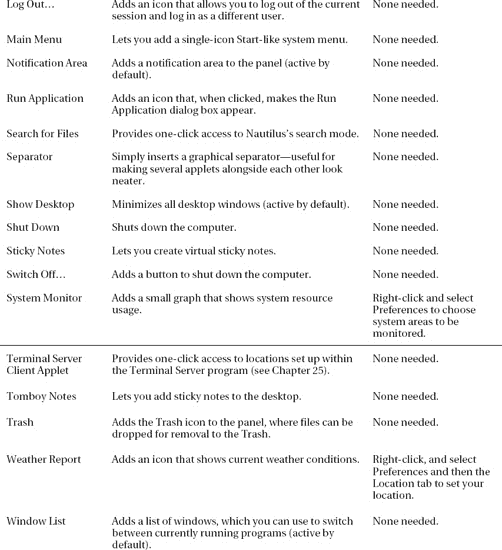 Log Out… Adds an icon that allows you to log out of the current None needed.
session and log in as a different user.
Main Menu Lets you add a single-icon Start-like system menu. None needed.
Notification Area Adds a notification area to the panel (active by None needed.
default).
Run Application Adds an icon that, when clicked, makes the Run None needed.
Application dialog box appear.
Search for Files Provides one-click access to Nautilus's search mode. None needed.
Separator Simply inserts a graphical separator—useful for None needed.
making several applets alongside each other look
neater.
Show Desktop Minimizes all desktop windows (active by default). None needed.
Shut Down Shuts down the computer. None needed.
Sticky Notes Lets you create virtual sticky notes. None needed.
Switch Off… Adds a button to shut down the computer. None needed.
System Monitor Adds a small graph that shows system resource Right-click and select
usage. Preferences to choose
system areas to be
monitored.
Terminal Server Provides one-click access to locations set up within None needed.
Client Applet the Terminal Server program (see Chapter 25).
Tomboy Notes Lets you add sticky notes to the desktop. None needed.
Trash Adds the Trash icon to the panel, where files can be None needed.
dropped for removal to the Trash.
Weather Report Adds an icon that shows current weather conditions. Right-click, and select
Preferences and then the
Location tab to set your
location.
Window List Adds a list of windows, which you can use to switch None needed.
between currently running programs (active by
default).